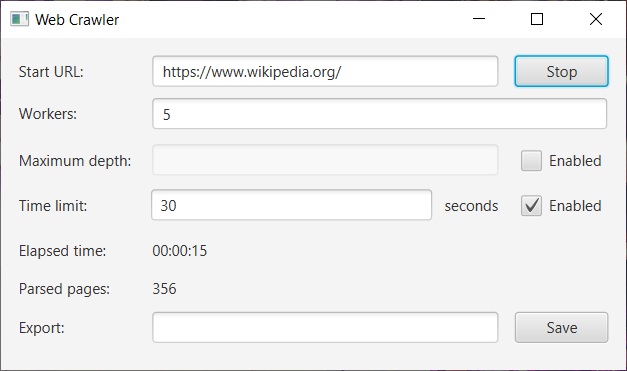 Web Crawler
Start URL: https://www.wikipedia.org/ Stop
Workers: 5
Maximum depth: Enabled
Time limit: 30 seconds Enabled
Elapsed time: 00:00:15
Parsed pages: 356
Export: Save